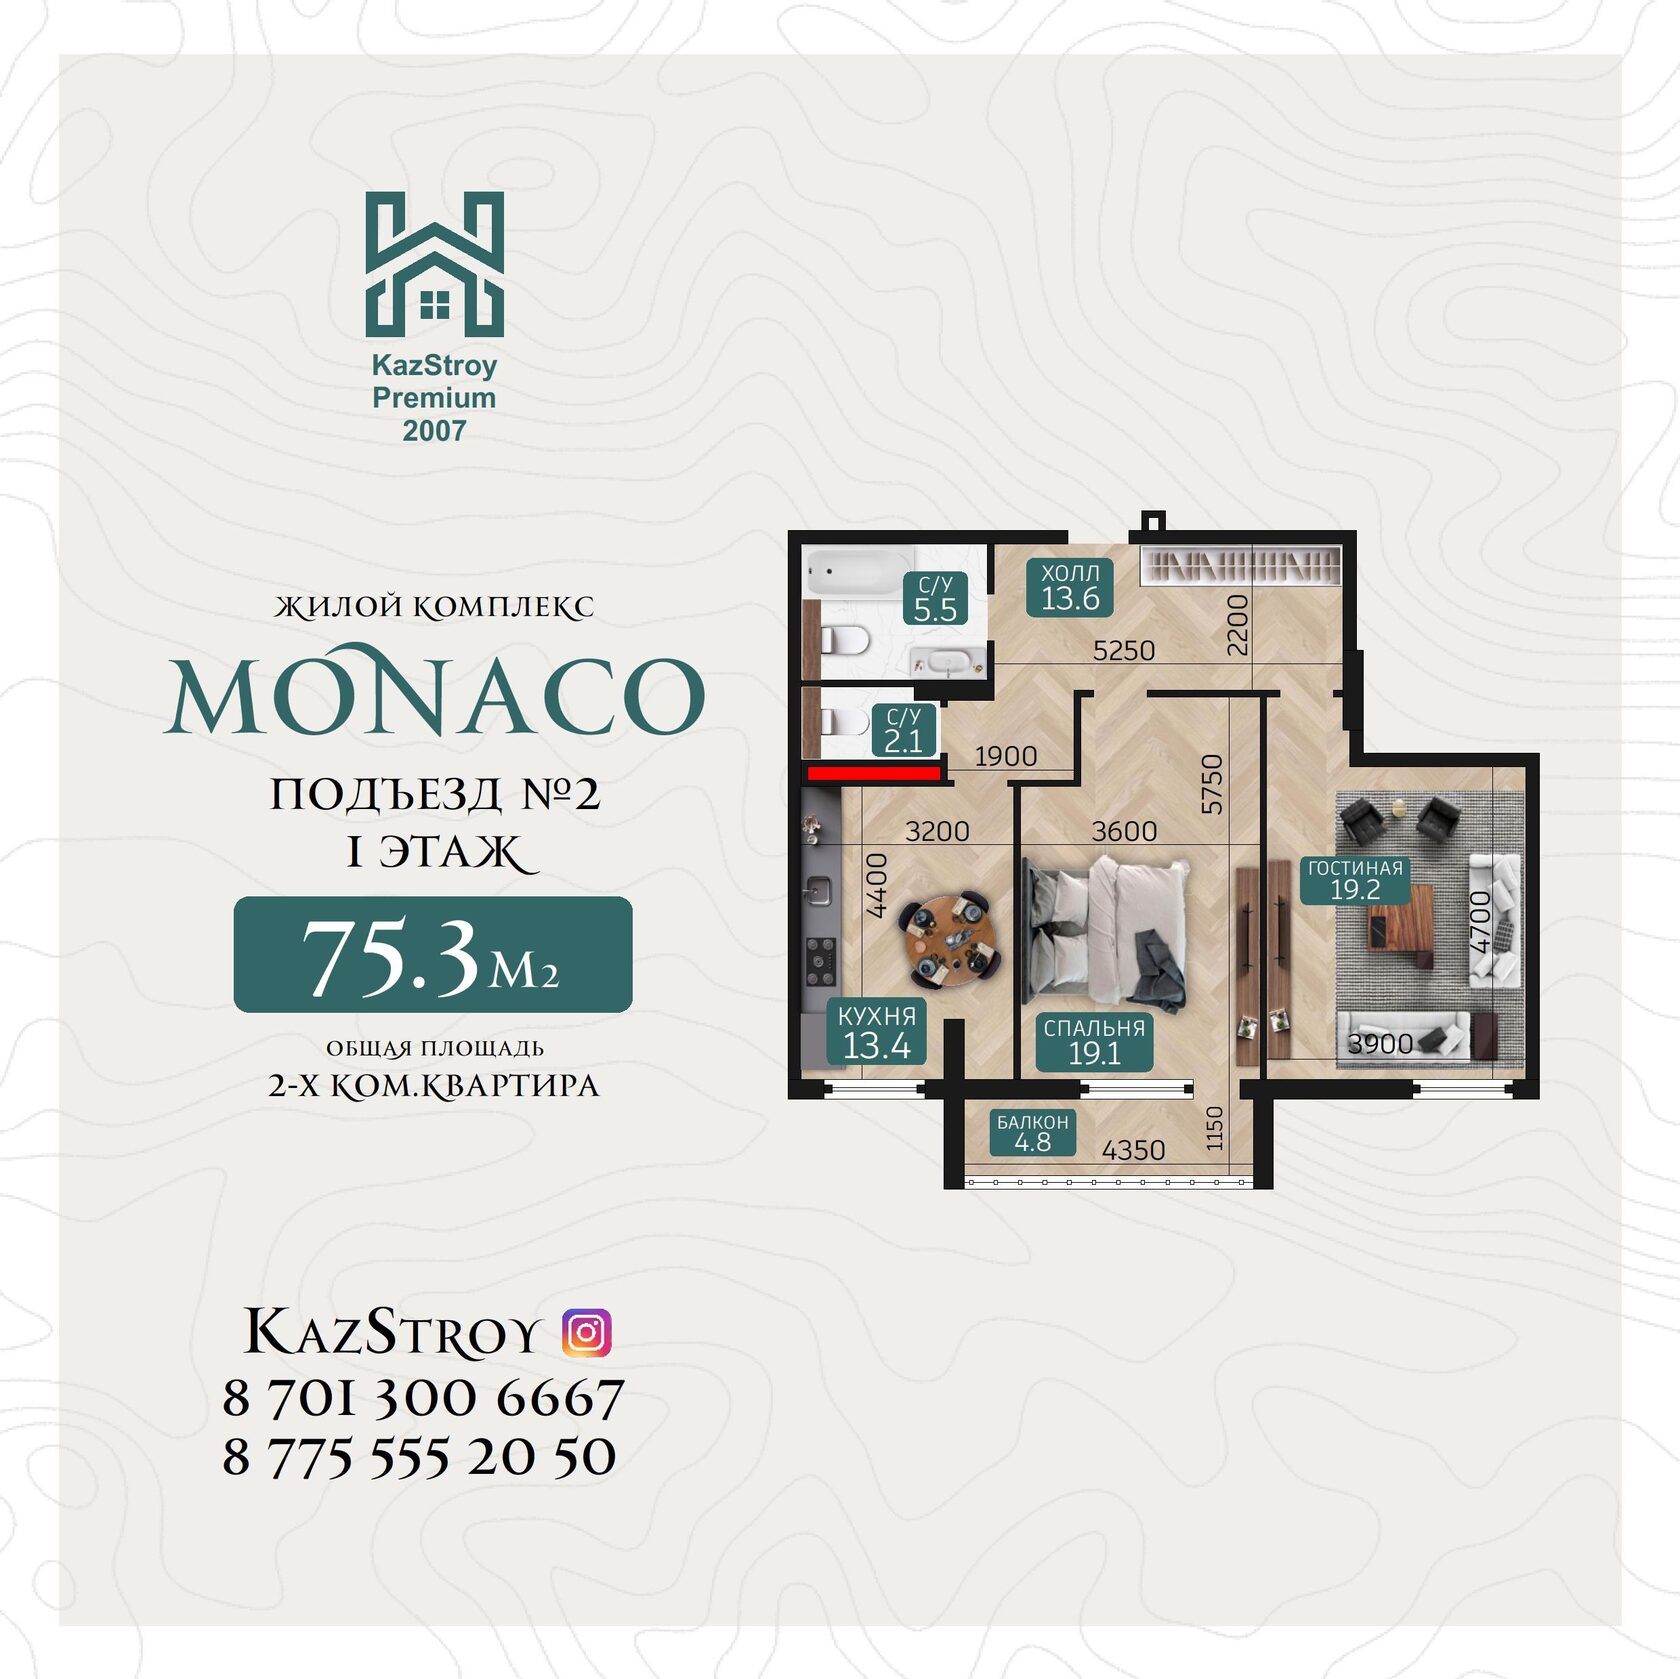 KazStroy
Premium
2007
ЖИЛОЙ КОМПЛЕКС
MONACO
ПОДЪЕЗД №2
1 ЭТАЖ
75.3 М2
ОБЩАЯ ПЛОЩАДЬ
2-Х КОМ.КВАРТИРА
KAZSTROY
8 701 300 6667
8 775 555 20 50
С/У
5.5
ХОЛЛ
13.6
2200
5250
С/У
2.1
1900
5750
3200
3600
4400
ГОСТИНАЯ
19.2
4700
КУХНЯ
13.4
СПАЛЬНЯ
19.1
3900
БАЛКОН
4.8
4350
1150